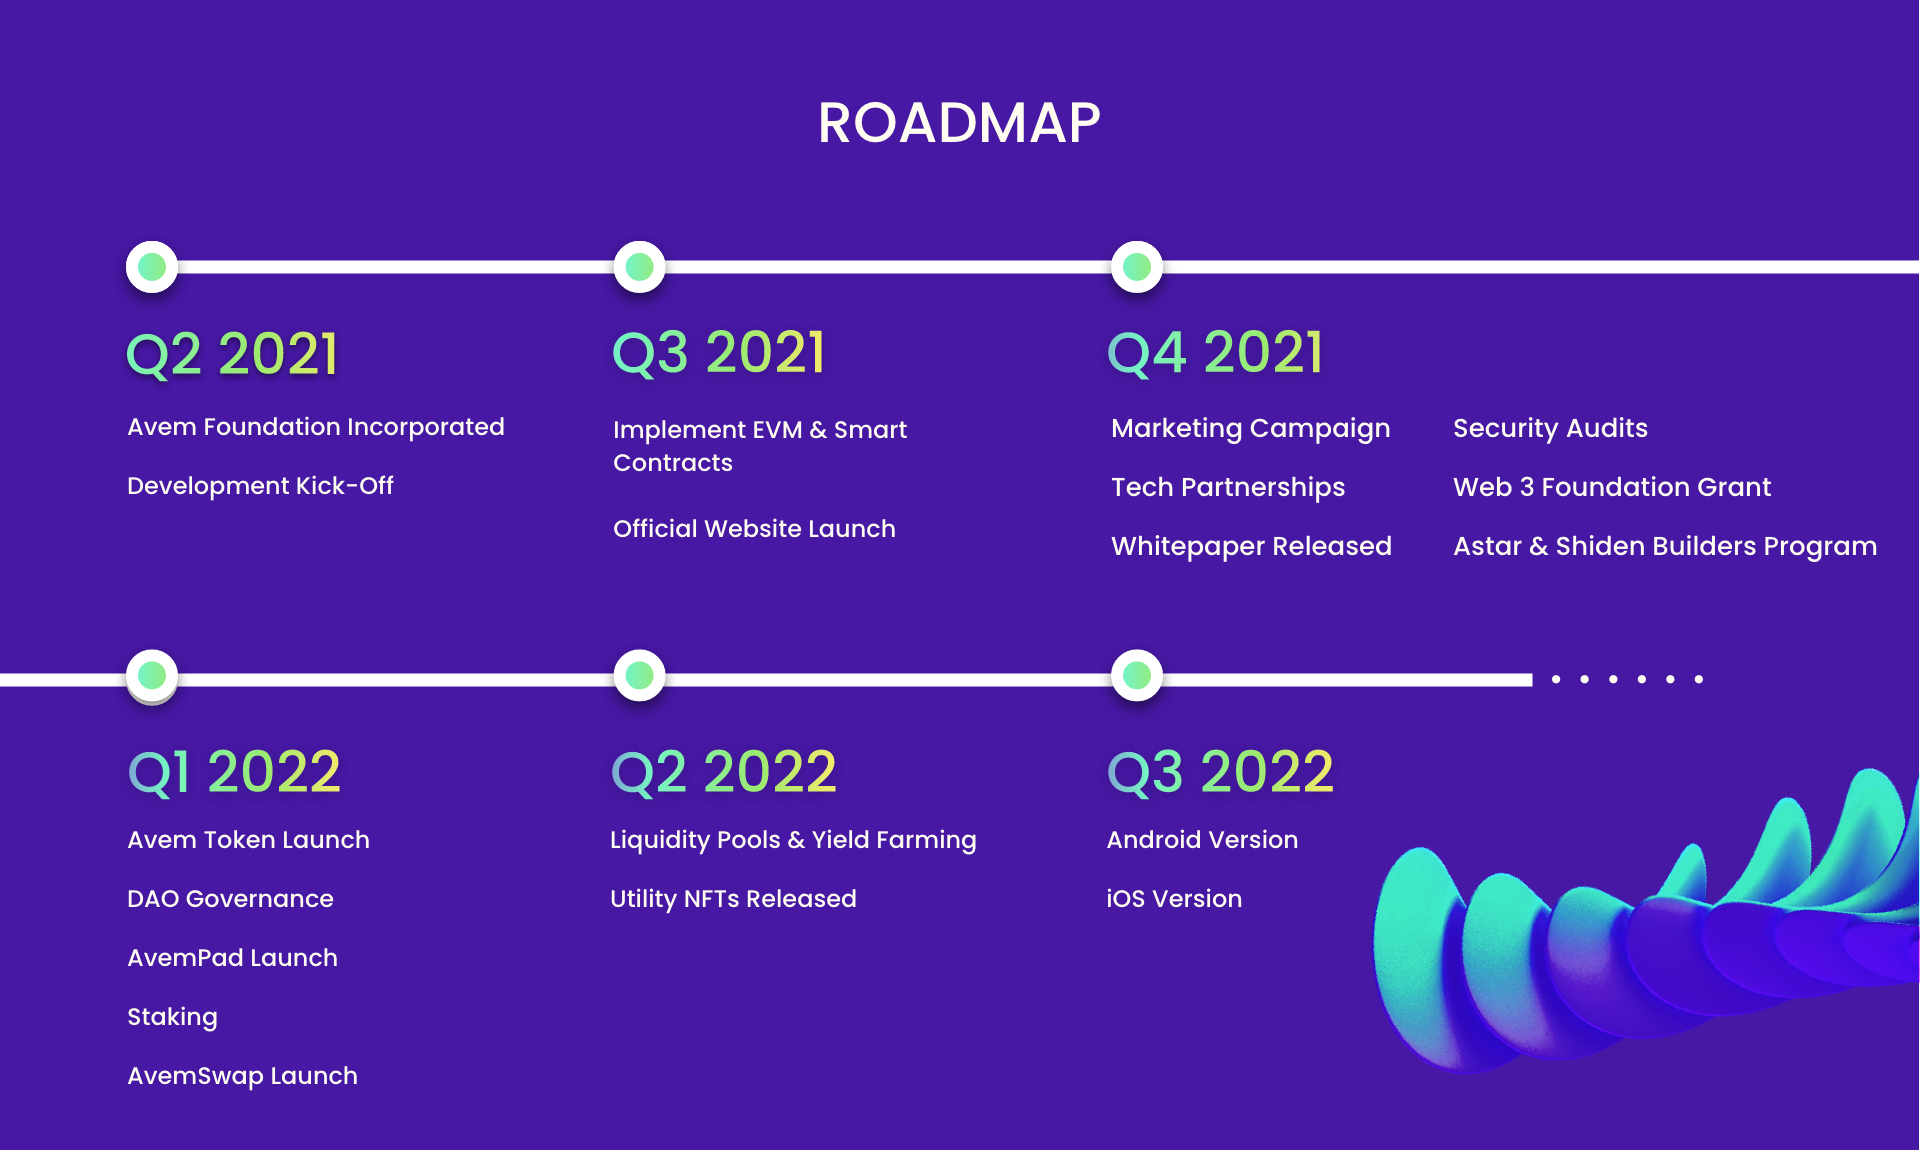 ROADMAP
Q2 2021
Avem Foundation Incorporated
Development Kick-Off
Q3 2021
Implement EVM & Smart
Contracts
Official Website Launch
Q4 2021
Marketing Campaign
Tech Partnerships
Whitepaper Released
Security Audits
Web 3 Foundation Grant
Astar & Shiden Builders Program
Q1 2022
Avem Token Launch
DAO Governance
AvemPad Launch
Staking
AvemSwap Launch
Q2 2022
Liquidity Pools & Yield Farming
Utility NFTs Released
Q3 2022
Android Version
iOS Version